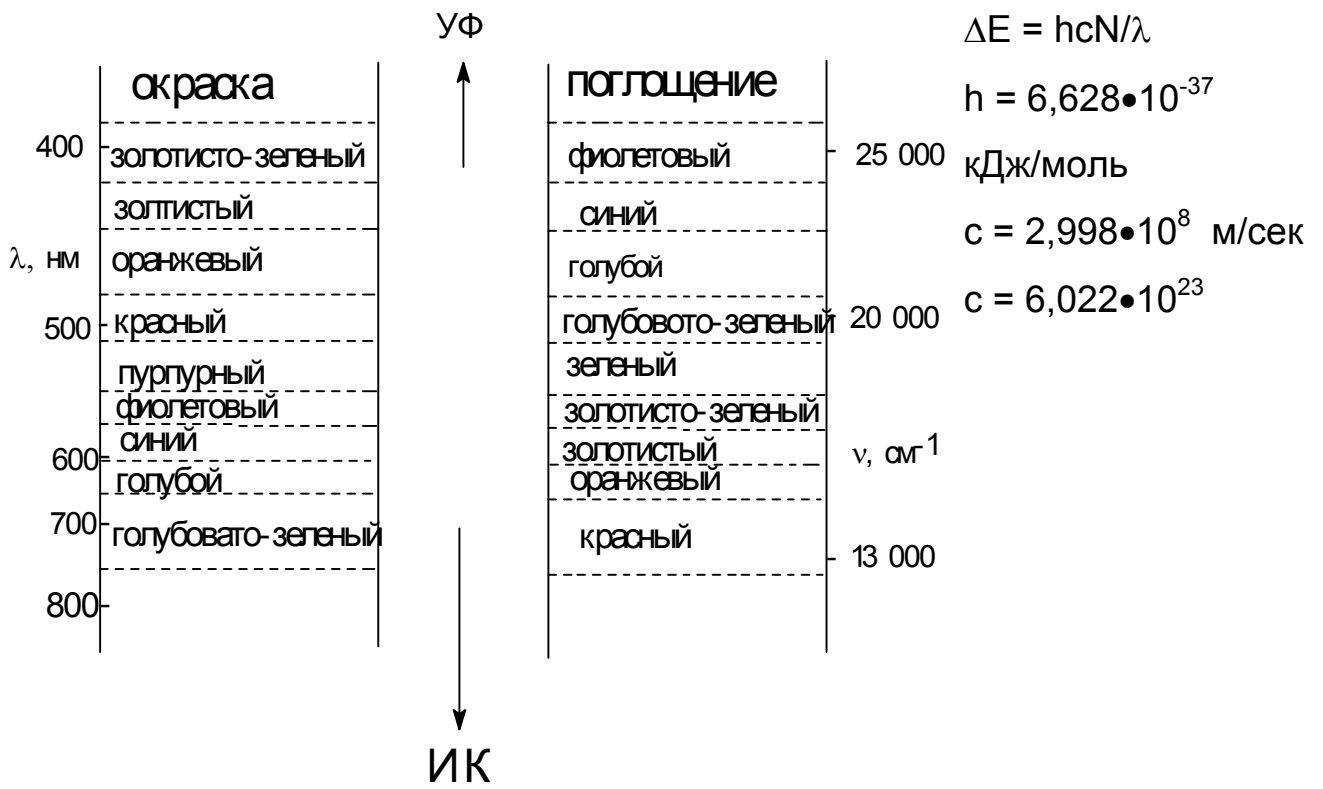 УФ
окраска
400
золотисто-зеленый
золтистый
λ, нм
оранжевый
500
красный
пурпурный
фиолетовый
синий
600
голубой
700
голубовато-зеленый
800
ИК
поглощение
фиолетовый
25 000
синий
голубой
голубовото-зеленый
20 000
зеленый
золотисто-зеленый
золотистый
ν, см-1
оранжевый
красный
13 000
ΔE = hcN/λ
h = 6,628•10-37
кДж/моль
c = 2,998•108 м/сек
c = 6,022•1023